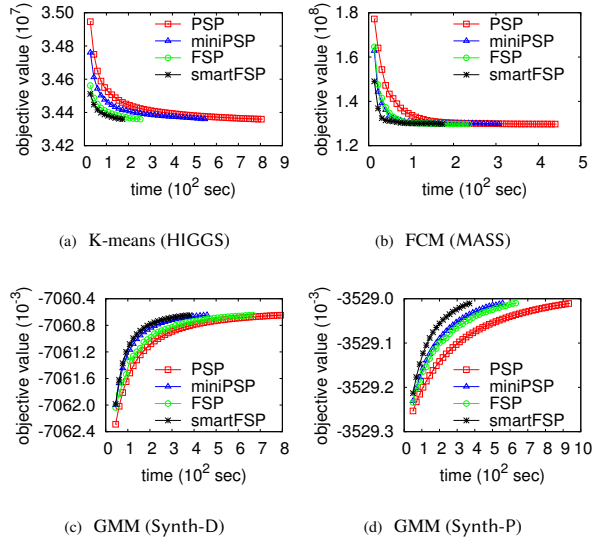 objective value (10^7)
3.50
3.48
3.46
3.44
3.42
PSP
miniPSP
FSP
smartFSP
0 1 2 3 4 5 6 7 8 9
time (10^2 sec)
(a) K-means (HIGGS)
objective value (10^8)
1.8
1.6
1.4
1.2
PSP
miniPSP
FSP
smartFSP
0 1 2 3 4 5
time (10^2 sec)
(b) FCM (MASS)
objective value (10^-3)
-7060.4
-7060.8
-7061.2
-7061.6
-7062.0
-7062.4
PSP
miniPSP
FSP
smartFSP
0 1 2 3 4 5 6 7 8
time (10^2 sec)
(c) GMM (Synth-D)
objective value (10^-3)
-3529.0
-3529.1
-3529.2
-3529.3
PSP
miniPSP
FSP
smartFSP
0 1 2 3 4 5 6 7 8 9 10
time (10^2 sec)
(d) GMM (Synth-P)